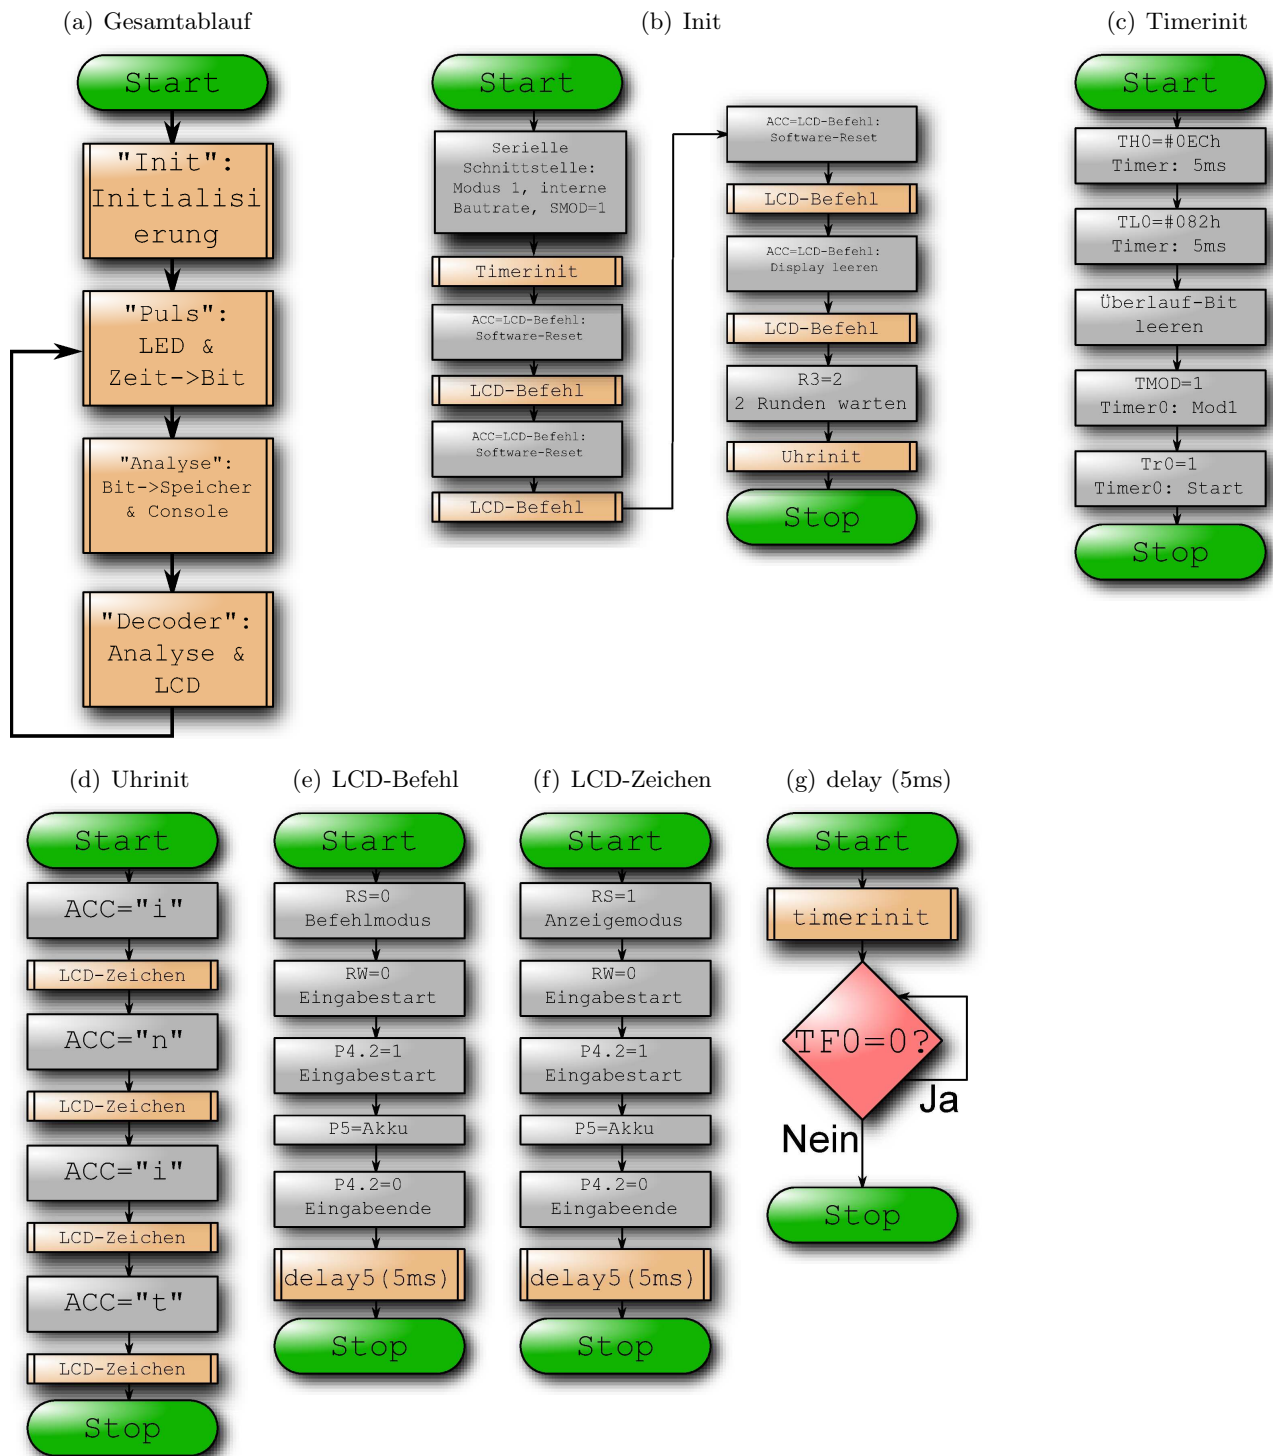 (a) Gesamtablauf
Start
"Init":
Initialisi
erung
"Puls":
LED &
Zeit->Bit
"Analyse":
Bit->Speicher
& Console
"Decoder":
Analyse &
LCD
(b) Init
Start
Serielle
Schnittstelle:
Modus 1, interne
Bautrate, SMOD=1
Timerinit
ACC=LCD-Befehl:
Software-Reset
LCD-Befehl
ACC=LCD-Befehl:
Software-Reset
LCD-Befehl
ACC=LCD-Befehl:
Software-Reset
LCD-Befehl
ACC=LCD-Befehl:
Display leeren
LCD-Befehl
R3=2
2 Runden warten
Uhrinit
Stop
(c) Timerinit
Start
TH0=#0ECh
Timer: 5ms
TL0=#082h
Timer: 5ms
Überlauf-Bit
leeren
TMOD=1
Timer0: Mod1
Tr0=1
Timer0: Start
Stop
(d) Uhrinit
Start
ACC="i"
LCD-Zeichen
ACC="n"
LCD-Zeichen
ACC="i"
LCD-Zeichen
ACC="t"
LCD-Zeichen
Stop
(e) LCD-Befehl
Start
RS=0
Befehlmodus
RW=0
Eingabestart
P4.2=1
Eingabestart
P5=Akku
P4.2=0
Eingabeende
delay5(5ms)
Stop
(f) LCD-Zeichen
Start
RS=1
Anzeigemodus
RW=0
Eingabestart
P4.2=1
Eingabestart
P5=Akku
P4.2=0
Eingabeende
delay5(5ms)
Stop
(g) delay (5ms)
Start
timerinit
TF0=0?
Ja
Nein
Stop